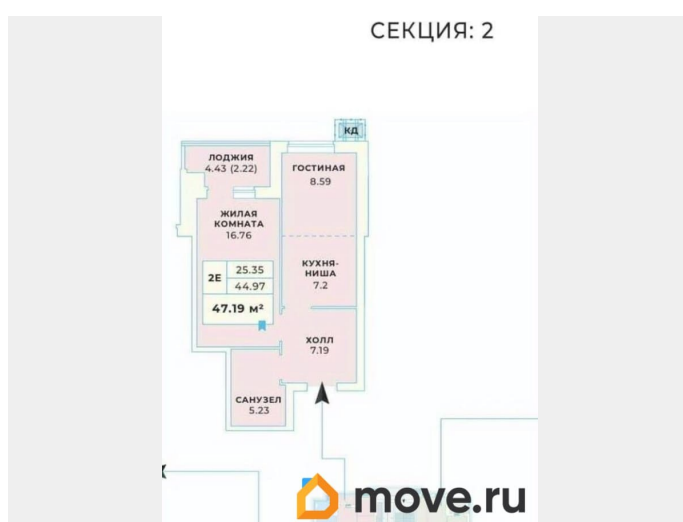 СЕКЦИЯ: 2
КД
ЛОДЖИЯ
4.43 (2.22)
ГОСТИНАЯ
8.59
ЖИЛАЯ
КОМНАТА
16.76
КУХНЯ-
НИША
7.2
2Е
25.35
44.97
47.19 м²
ХОЛЛ
7.19
САНУЗЕЛ
5.23
move.ru